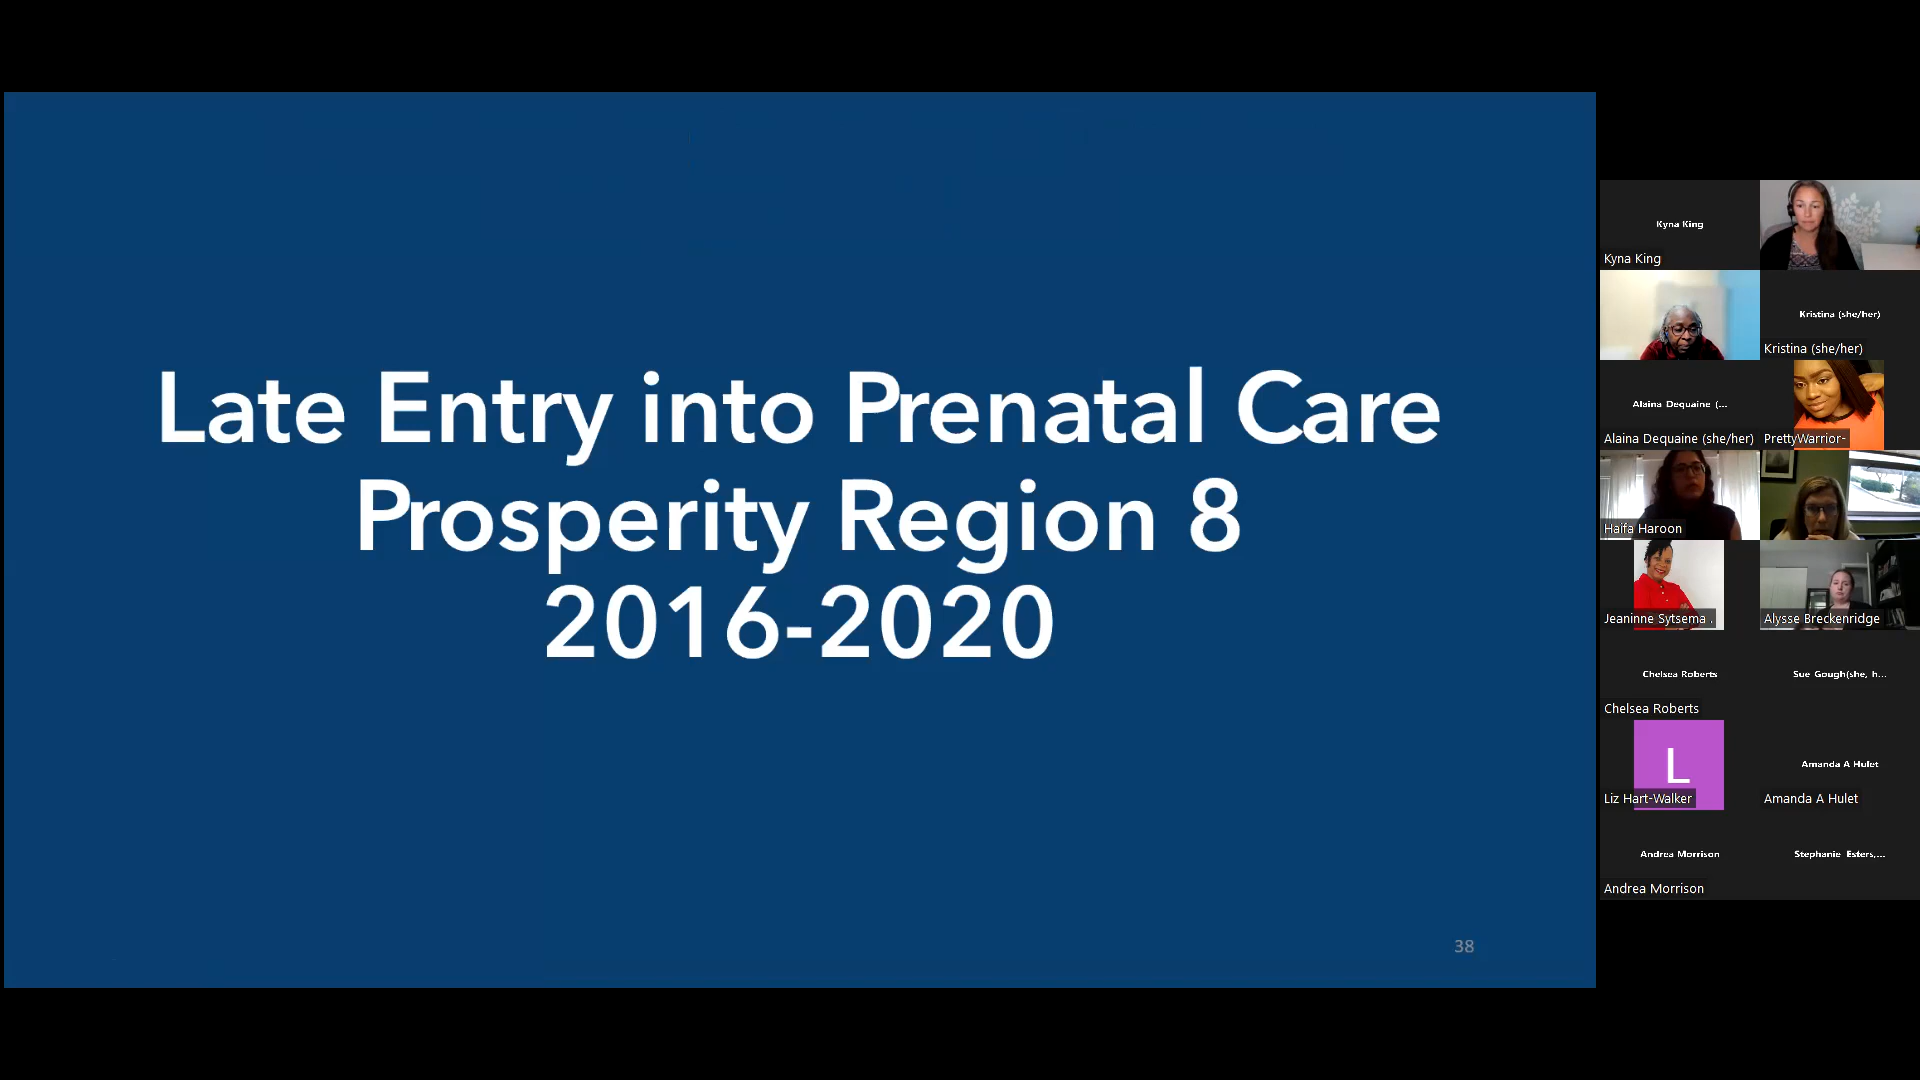 Late Entry into Prenatal Care
Prosperity Region 8
2016-2020
38
Kyna King
Kyna King
Kristina (she/her)
Kristina (she/her)
Alaina Dequaine (...
Alaina Dequaine (she/her)
PrettyWarrior-
Haifa Haroon
Jeaninne Sytsema .
Alysse Breckenridge
Chelsea Roberts
Chelsea Roberts
Sue Gough(she, h...
L
Liz Hart-Walker
Amanda A Hulet
Amanda A Hulet
Andrea Morrison
Andrea Morrison
Stephanie Esters,...